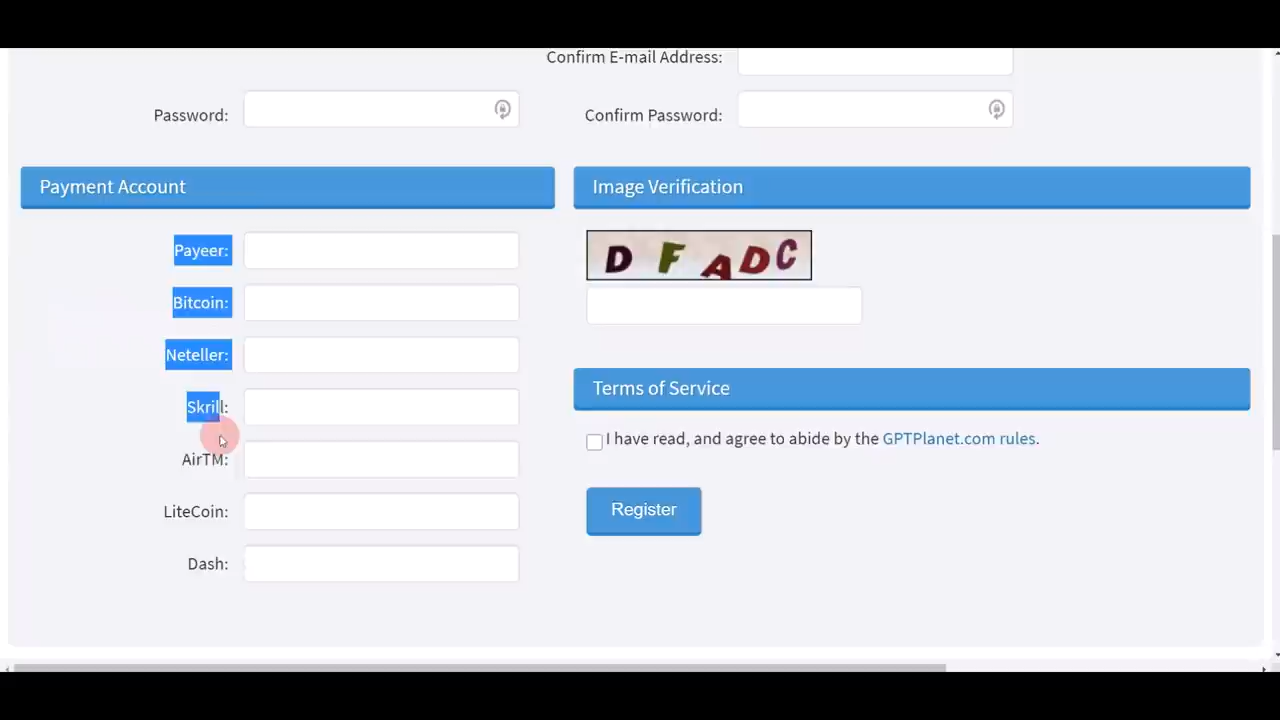 Confirm E-mail Address:
Password:
Confirm Password:
Payment Account
Image Verification
Payeer:
D F A D C
Bitcoin:
Neteller:
Skrill:
Terms of Service
I have read, and agree to abide by the GPTPlanet.com rules.
AirTM:
LiteCoin:
Register
Dash: